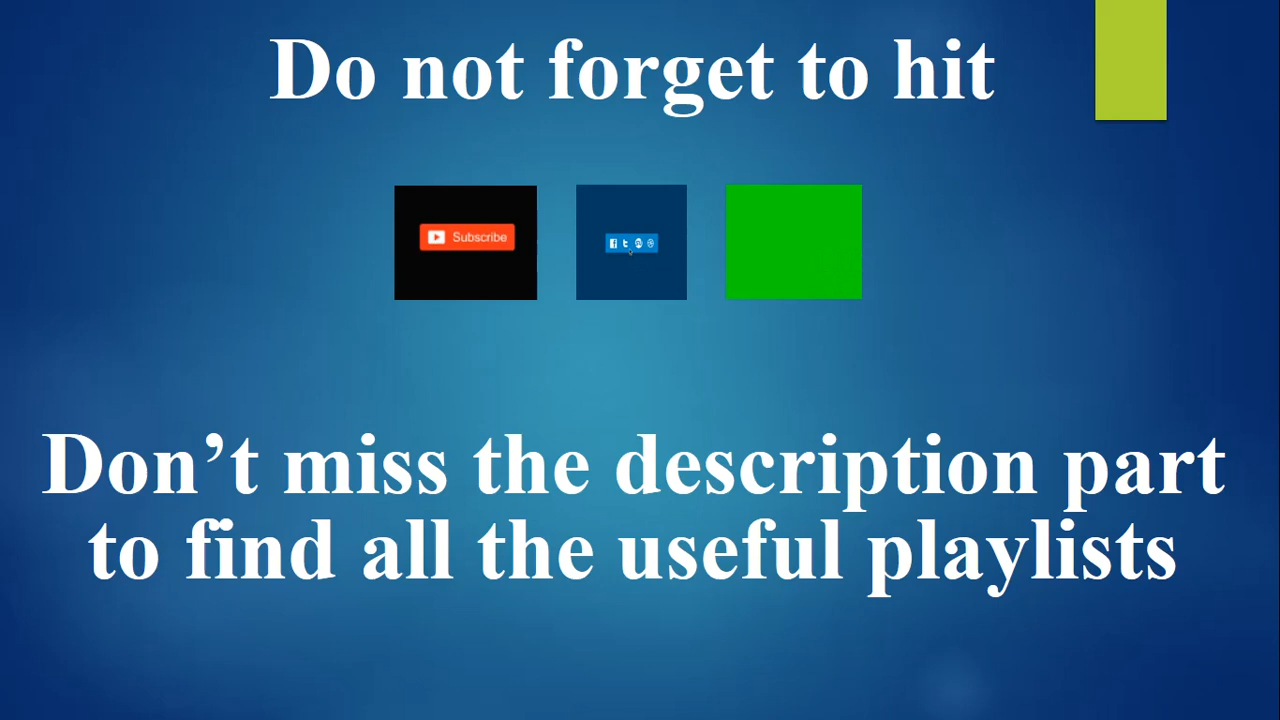 Do not forget to hit
Subscribe
Don’t miss the description part
to find all the useful playlists